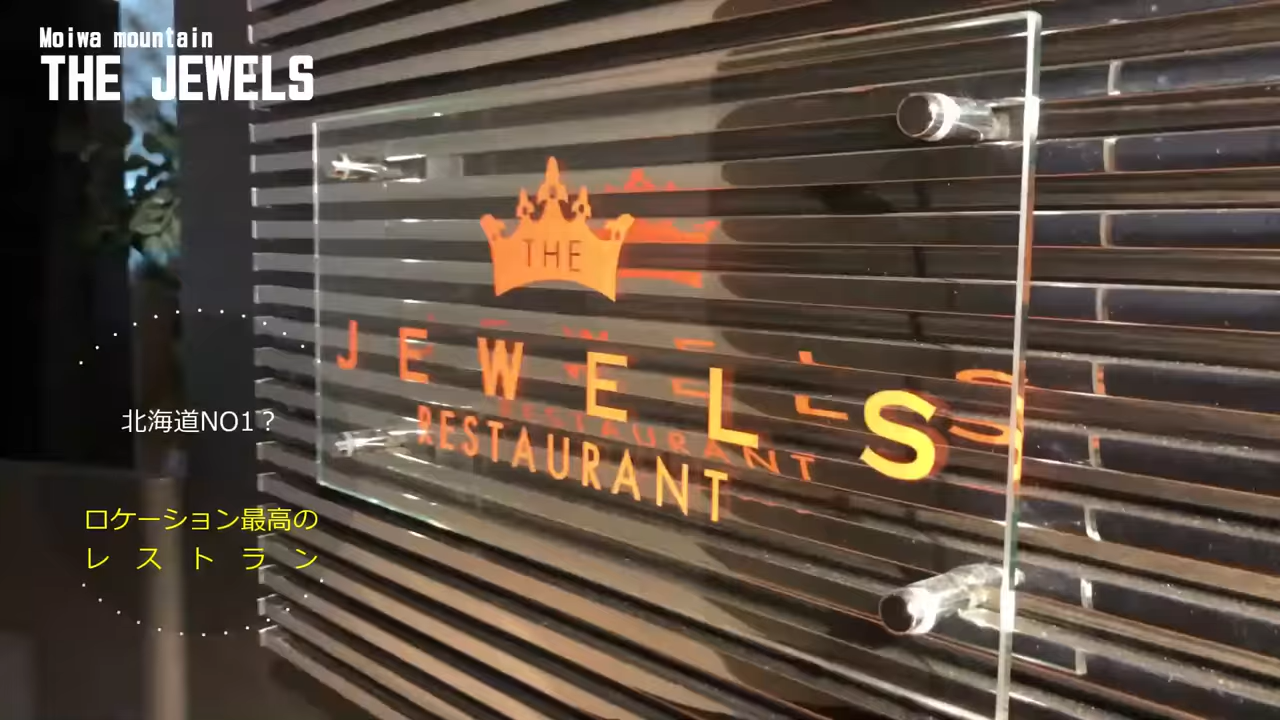 Moiwa mountain
THE JEWELS
THE
JEWELS
RESTAURANT
北海道NO1？
ロケーション最高の
レストラン